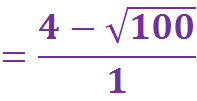 = (4 − √100) / 1